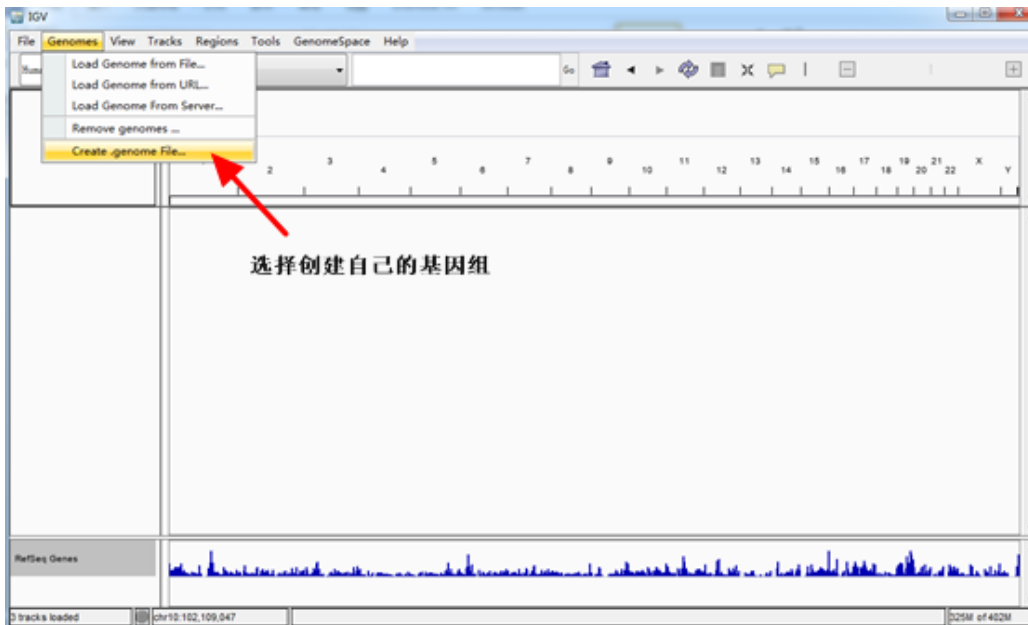 IGV
File Genomes View Tracks Regions Tools GenomeSpace Help
Load Genome from File...
Load Genome from URL...
Load Genome From Server...
Remove genomes ...
Create .genome File...
Go
2 3 4 5 6 7 8 9 10 11 12 13 14 15 16 17 18 19 20 21 22 X Y
选择创建自己的基因组
RefSeq Genes
3 tracks loaded chr10:102,109,047 325M of 402M